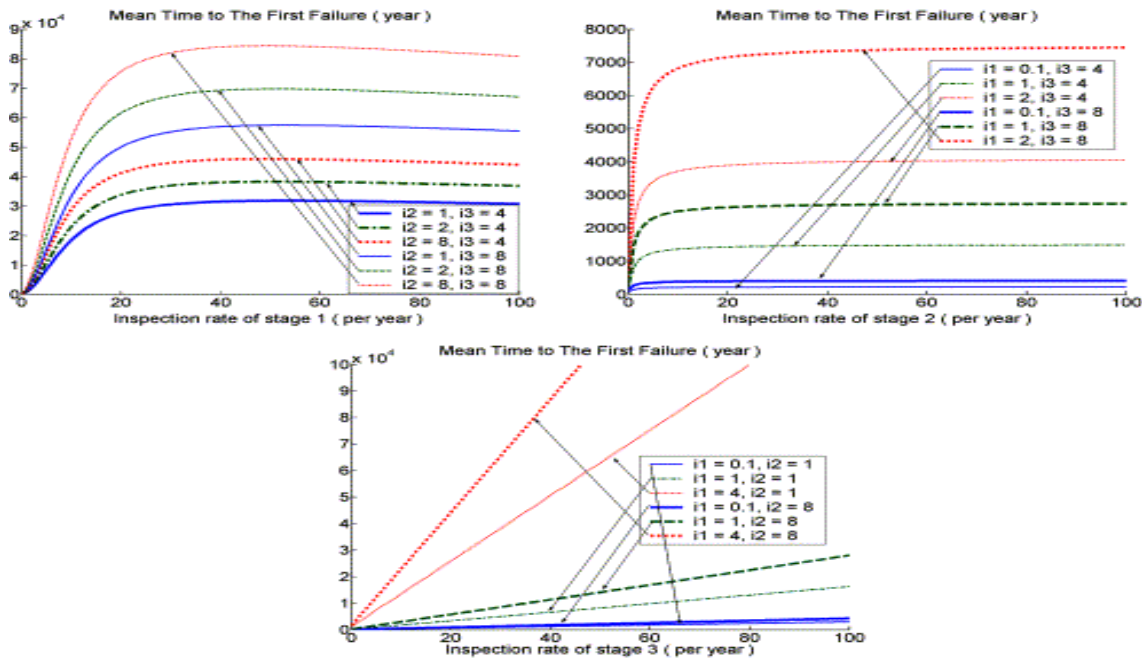 Mean Time to The First Failure ( year )
x 10⁴
9
8
7
6
5
4
3
2
1
0
0 20 40 60 80 100
Inspection rate of stage 1 ( per year )
i2 = 1, i3 = 4
i2 = 2, i3 = 4
i2 = 8, i3 = 4
i2 = 1, i3 = 8
i2 = 2, i3 = 8
i2 = 8, i3 = 8
Mean Time to The First Failure ( year )
8000
7000
6000
5000
4000
3000
2000
1000
0
0 20 40 60 80 100
Inspection rate of stage 2 ( per year )
i1 = 0.1, i3 = 4
i1 = 1, i3 = 4
i1 = 2, i3 = 4
i1 = 0.1, i3 = 8
i1 = 1, i3 = 8
i1 = 2, i3 = 8
Mean Time to The First Failure ( year )
x 10⁴
10
9
8
7
6
5
4
3
2
1
0
0 20 40 60 80 100
Inspection rate of stage 3 ( per year )
i1 = 0.1, i2 = 1
i1 = 1, i2 = 1
i1 = 4, i2 = 1
i1 = 0.1, i2 = 8
i1 = 1, i2 = 8
i1 = 4, i2 = 8